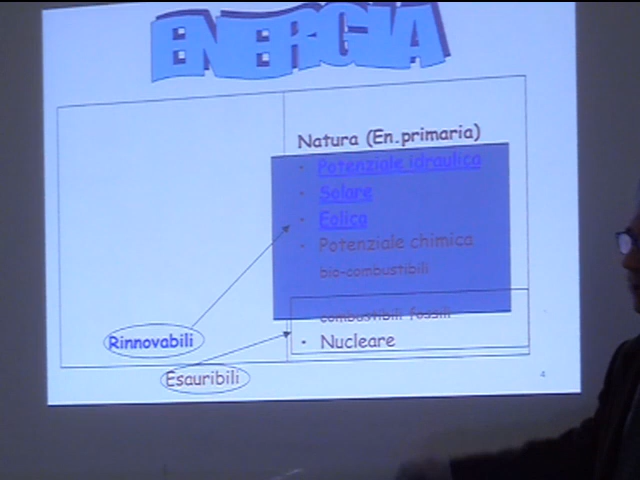 ENERGIA
Natura (En.primaria)
• Potenziale idraulica
• Solare
• Eolica
• Potenziale chimica
bio-combustibili
combustibili fossili
• Nucleare
Rinnovabili
Esauribili
4